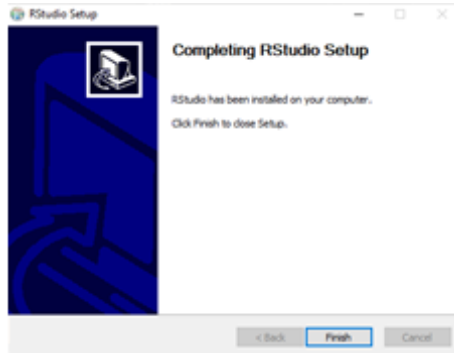 RStudio Setup
Completing RStudio Setup
RStudio has been installed on your computer.
Click Finish to close Setup.
< Back
Finish
Cancel